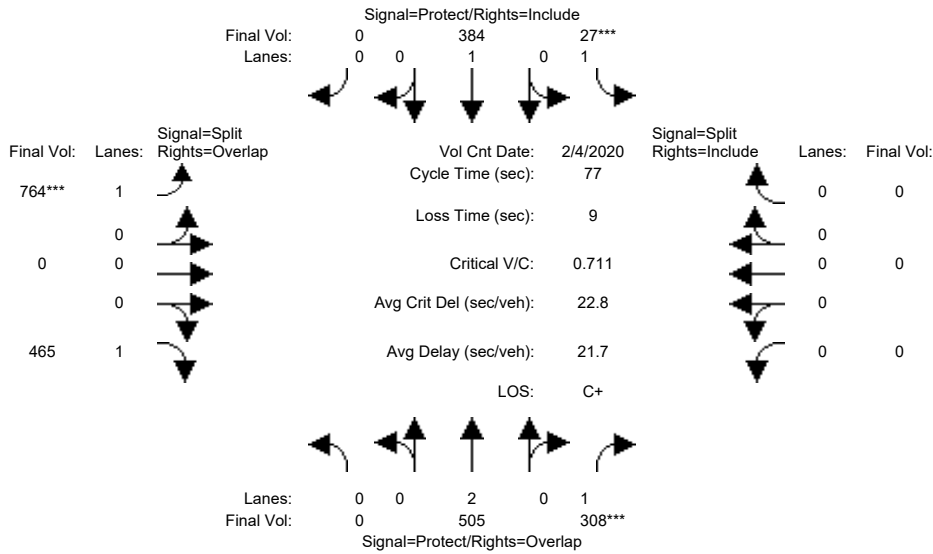 Signal=Protect/Rights=Include
Final Vol: 0 384 27***
Lanes: 0 0 1 0 1
Signal=Split Signal=Split
Final Vol: Lanes: Rights=Overlap Vol Cnt Date: 2/4/2020 Rights=Include Lanes: Final Vol:
Cycle Time (sec): 77
764*** 1 0 0
Loss Time (sec): 9
0 0
0 0 Critical V/C: 0.711 0 0
0 Avg Crit Del (sec/veh): 22.8 0
465 1 Avg Delay (sec/veh): 21.7 0 0
LOS: C+
Lanes: 0 0 2 0 1
Final Vol: 0 505 308***
Signal=Protect/Rights=Overlap